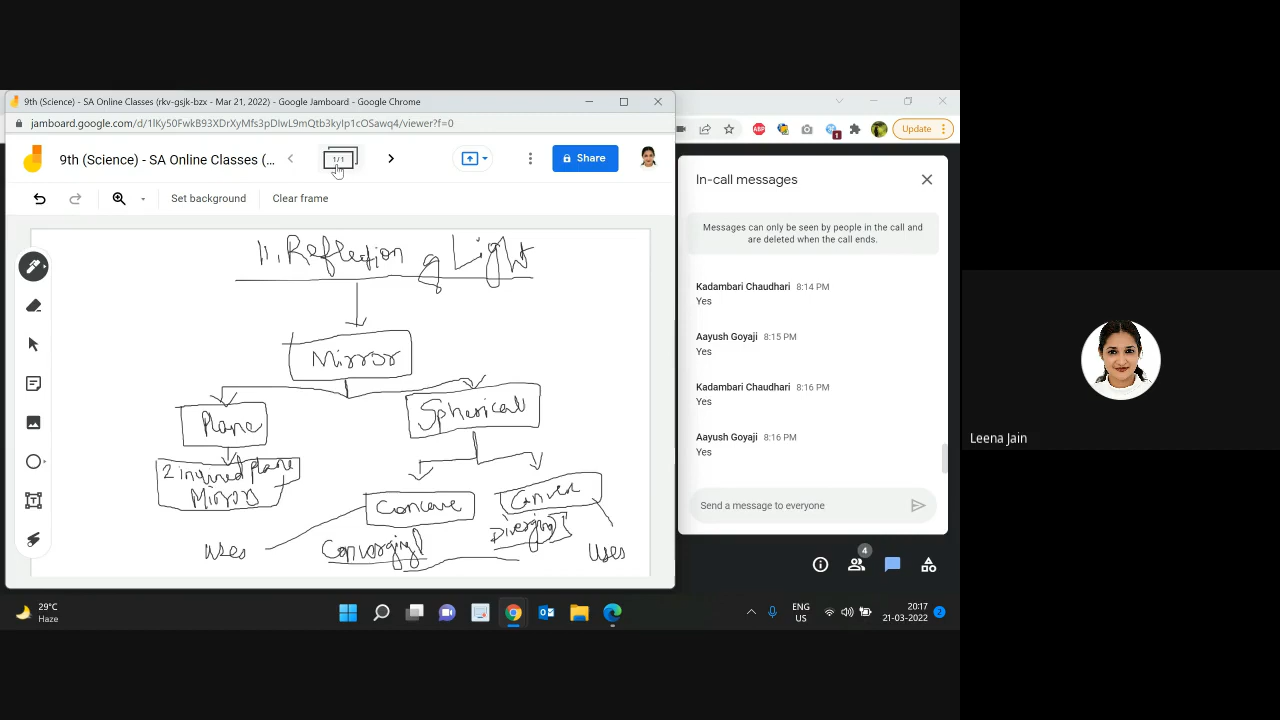 9th (Science) - SA Online Classes (rkv-gsjk-bzx - Mar 21, 2022) - Google Jamboard - Google Chrome
jamboard.google.com/d/1lKy50FwkB93XDrXyMfs3pDIwL9mQtb3kyIp1cOSawq4/viewer?f=0
Update
9th (Science) - SA Online Classes (...
1/1
Share
Set background
Clear frame
11. Reflection of Light
Mirror
Plane
Spherical
2 inclined plane
Mirrors
Concave
Convex
Converging
Diverging
Uses
Uses
In-call messages
Messages can only be seen by people in the call and
are deleted when the call ends.
Kadambari Chaudhari 8:14 PM
Yes
Aayush Goyaji 8:15 PM
Yes
Kadambari Chaudhari 8:16 PM
Yes
Aayush Goyaji 8:16 PM
Yes
Send a message to everyone
4
Leena Jain
29°C
Haze
ENG
US
20:17
21-03-2022
2
ABP
1